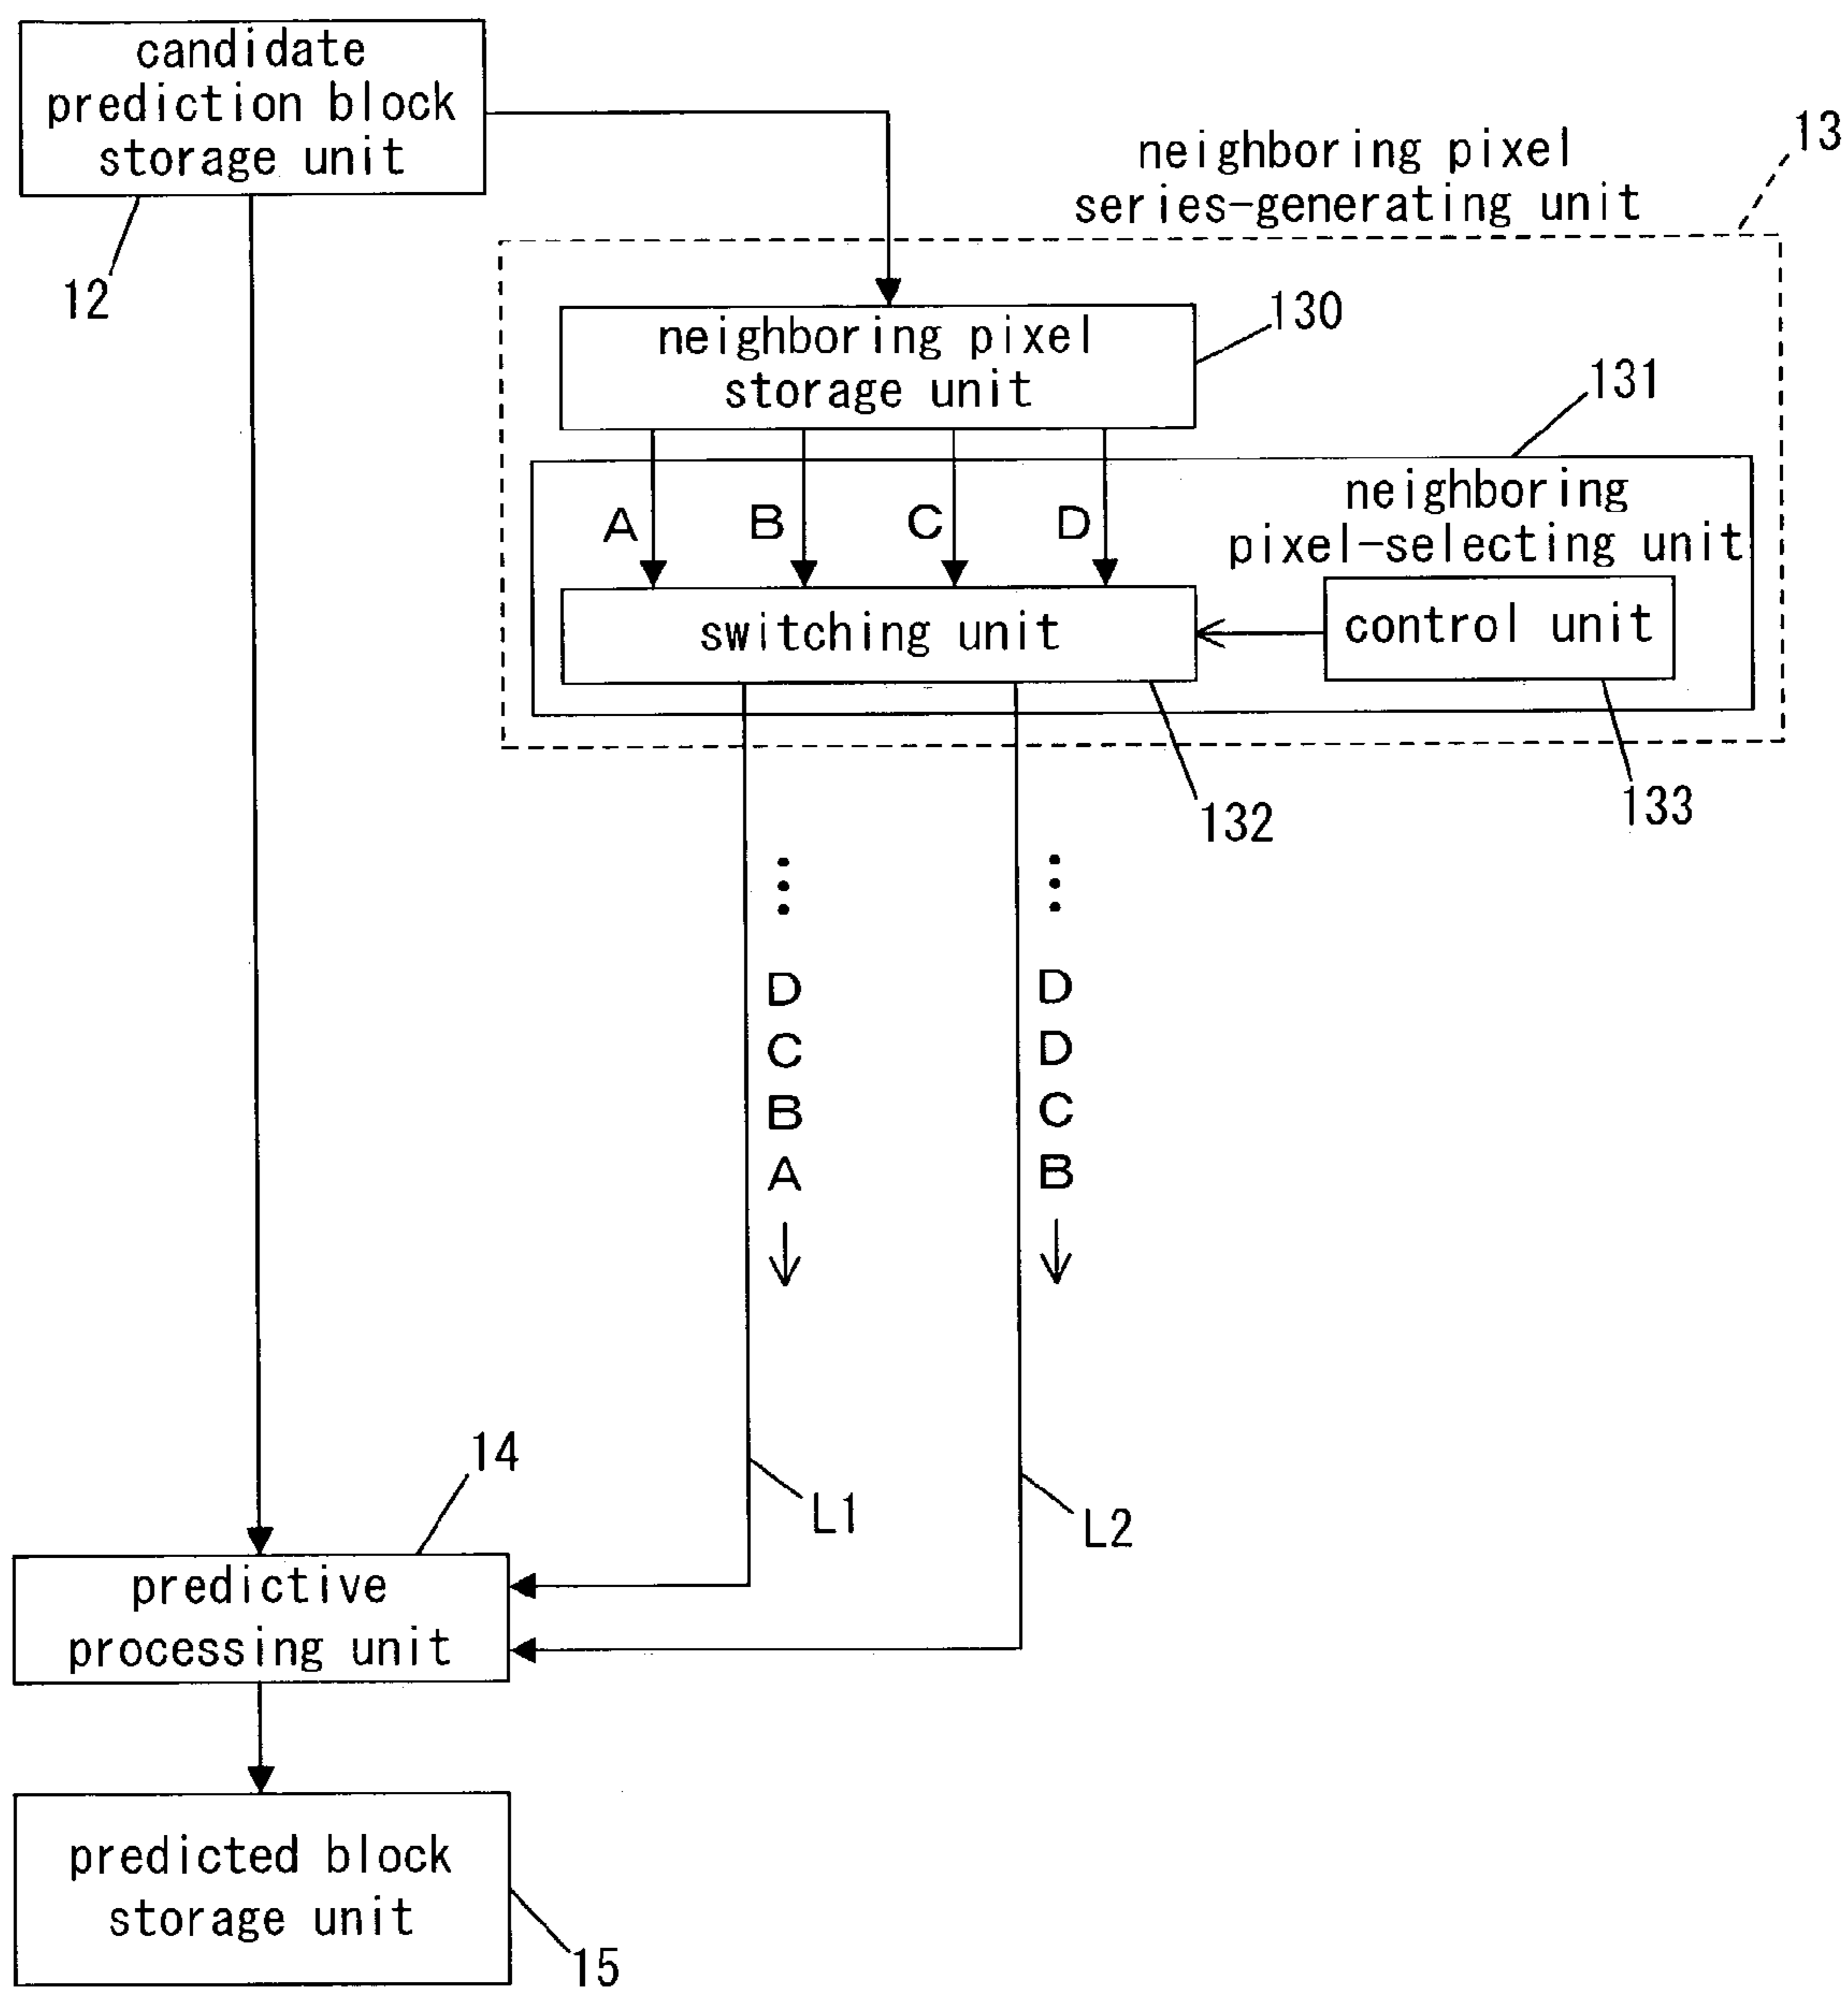 candidate
prediction block
storage unit
12
13
neighboring pixel
series-generating unit
neighboring pixel
storage unit
130
131
A B C D
neighboring
pixel-selecting unit
switching unit
control unit
132
133
D D
C D
B C
A B
L1
L2
14
predictive
processing unit
predicted block
storage unit
15